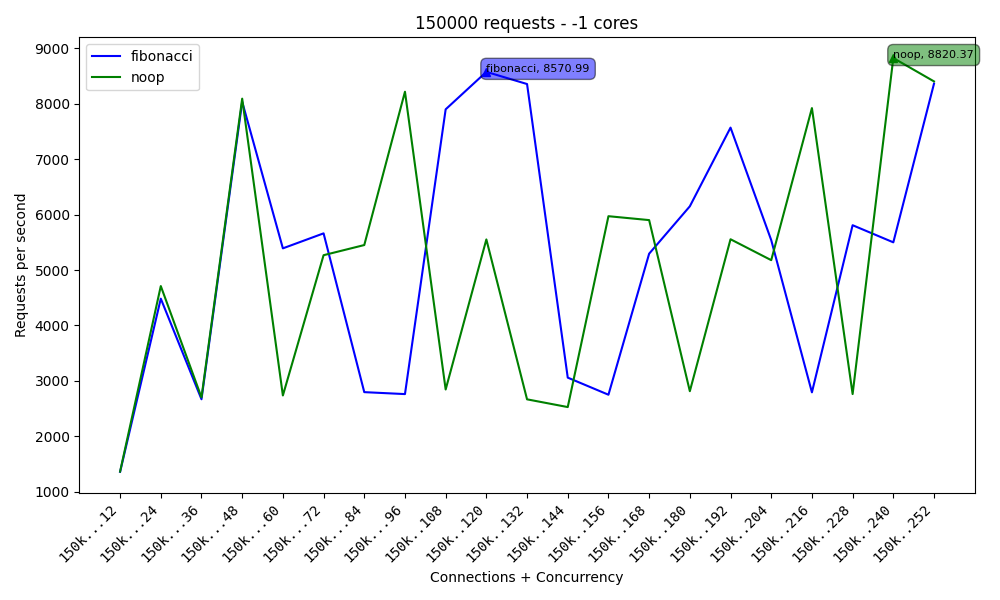 150000 requests - -1 cores
fibonacci
noop
fibonacci, 8570.99
noop, 8820.37
Requests per second
9000
8000
7000
6000
5000
4000
3000
2000
1000
150k...12
150k...24
150k...36
150k...48
150k...60
150k...72
150k...84
150k...96
150k...108
150k...120
150k...132
150k...144
150k...156
150k...168
150k...180
150k...192
150k...204
150k...216
150k...228
150k...240
150k...252
Connections + Concurrency